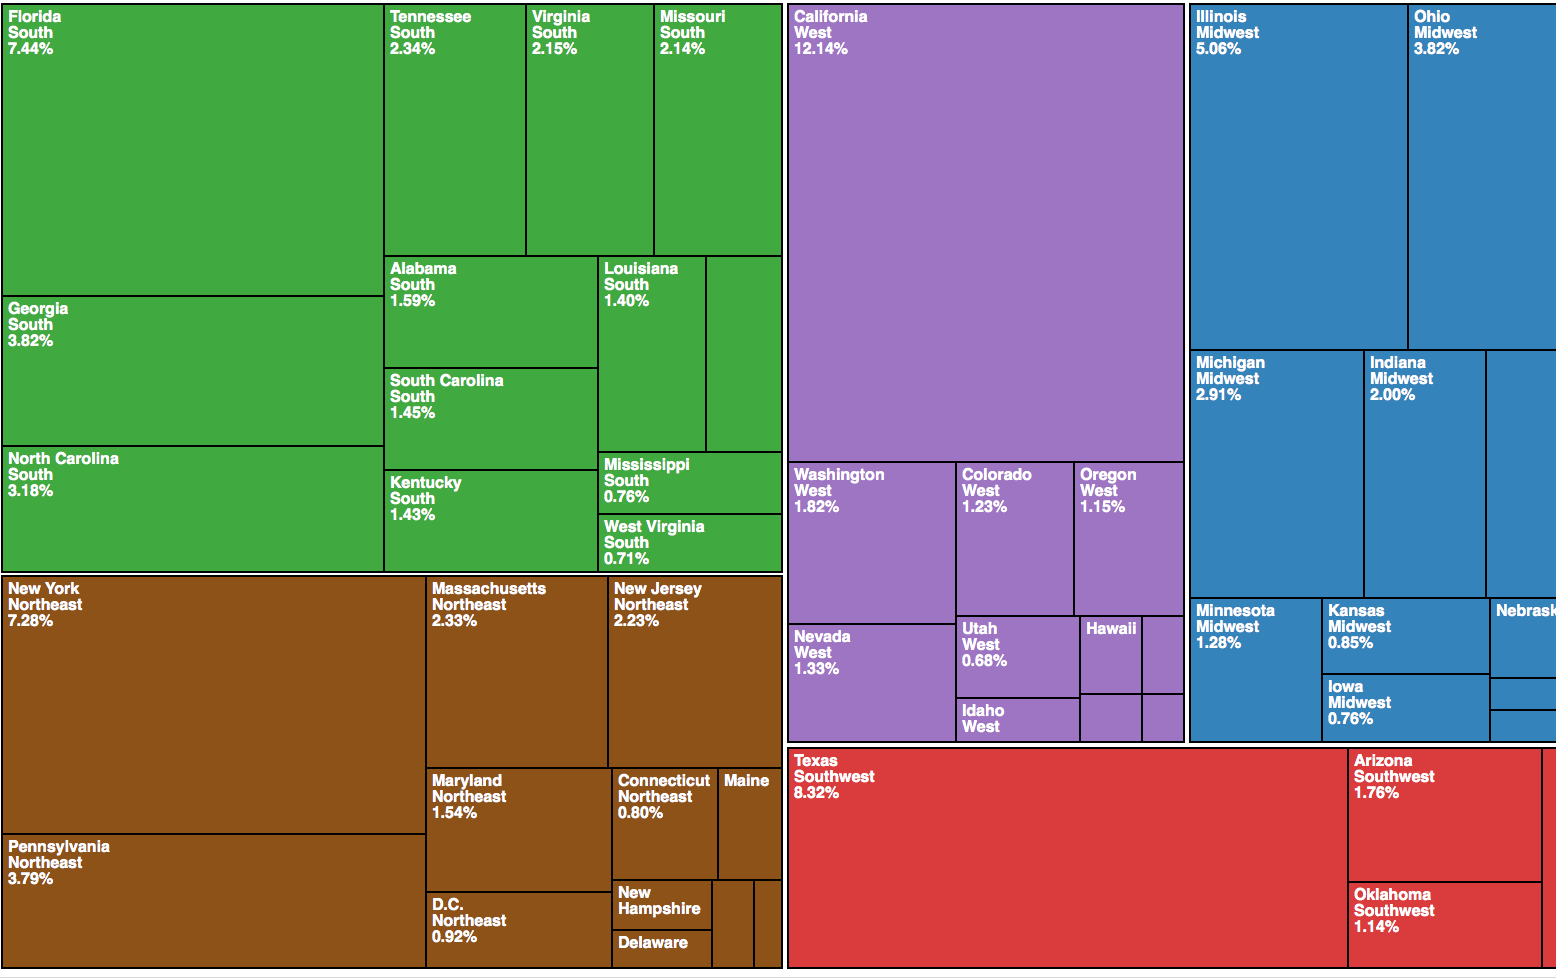 Florida
South
7.44%
Tennessee
South
2.34%
Virginia
South
2.15%
Missouri
South
2.14%
Georgia
South
3.82%
North Carolina
South
3.18%
Alabama
South
1.59%
South Carolina
South
1.45%
Kentucky
South
1.43%
Louisiana
South
1.40%
Mississippi
South
0.76%
West Virginia
South
0.71%
New York
Northeast
7.28%
Pennsylvania
Northeast
3.79%
Massachusetts
Northeast
2.33%
New Jersey
Northeast
2.23%
Maryland
Northeast
1.54%
D.C.
Northeast
0.92%
Connecticut
Northeast
0.80%
Maine
New
Hampshire
Delaware
California
West
12.14%
Washington
West
1.82%
Nevada
West
1.33%
Colorado
West
1.23%
Oregon
West
1.15%
Utah
West
0.68%
Idaho
West
Hawaii
Illinois
Midwest
5.06%
Ohio
Midwest
3.82%
Michigan
Midwest
2.91%
Indiana
Midwest
2.00%
Minnesota
Midwest
1.28%
Kansas
Midwest
0.85%
Iowa
Midwest
0.76%
Nebrask
Texas
Southwest
8.32%
Arizona
Southwest
1.76%
Oklahoma
Southwest
1.14%